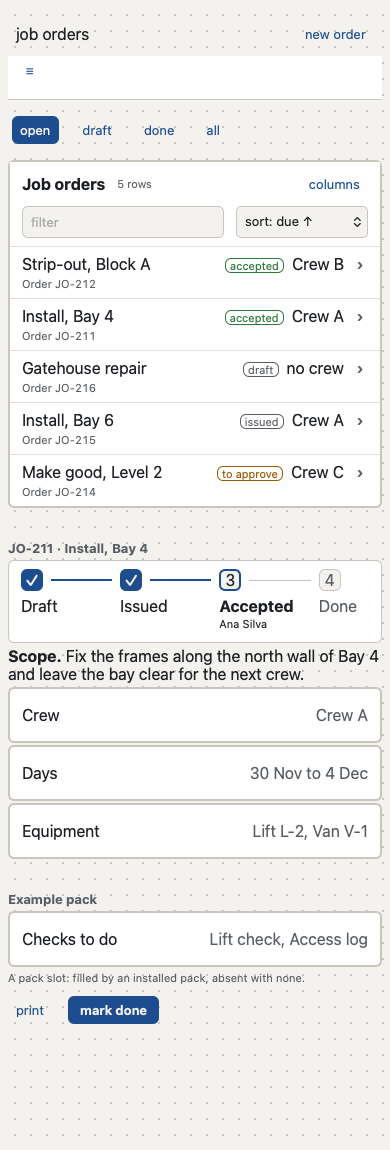 job orders new order
≡
open draft done all
Job orders 5 rows columns
filter sort: due ↑
Strip-out, Block A accepted Crew B ›
Order JO-212
Install, Bay 4 accepted Crew A ›
Order JO-211
Gatehouse repair draft no crew ›
Order JO-216
Install, Bay 6 issued Crew A ›
Order JO-215
Make good, Level 2 to approve Crew C ›
Order JO-214
JO-211 · Install, Bay 4
3 4
Draft Issued Accepted Done
Ana Silva
Scope. Fix the frames along the north wall of Bay 4
and leave the bay clear for the next crew.
Crew Crew A
Days 30 Nov to 4 Dec
Equipment Lift L-2, Van V-1
Example pack
Checks to do Lift check, Access log
A pack slot: filled by an installed pack, absent with none.
print mark done